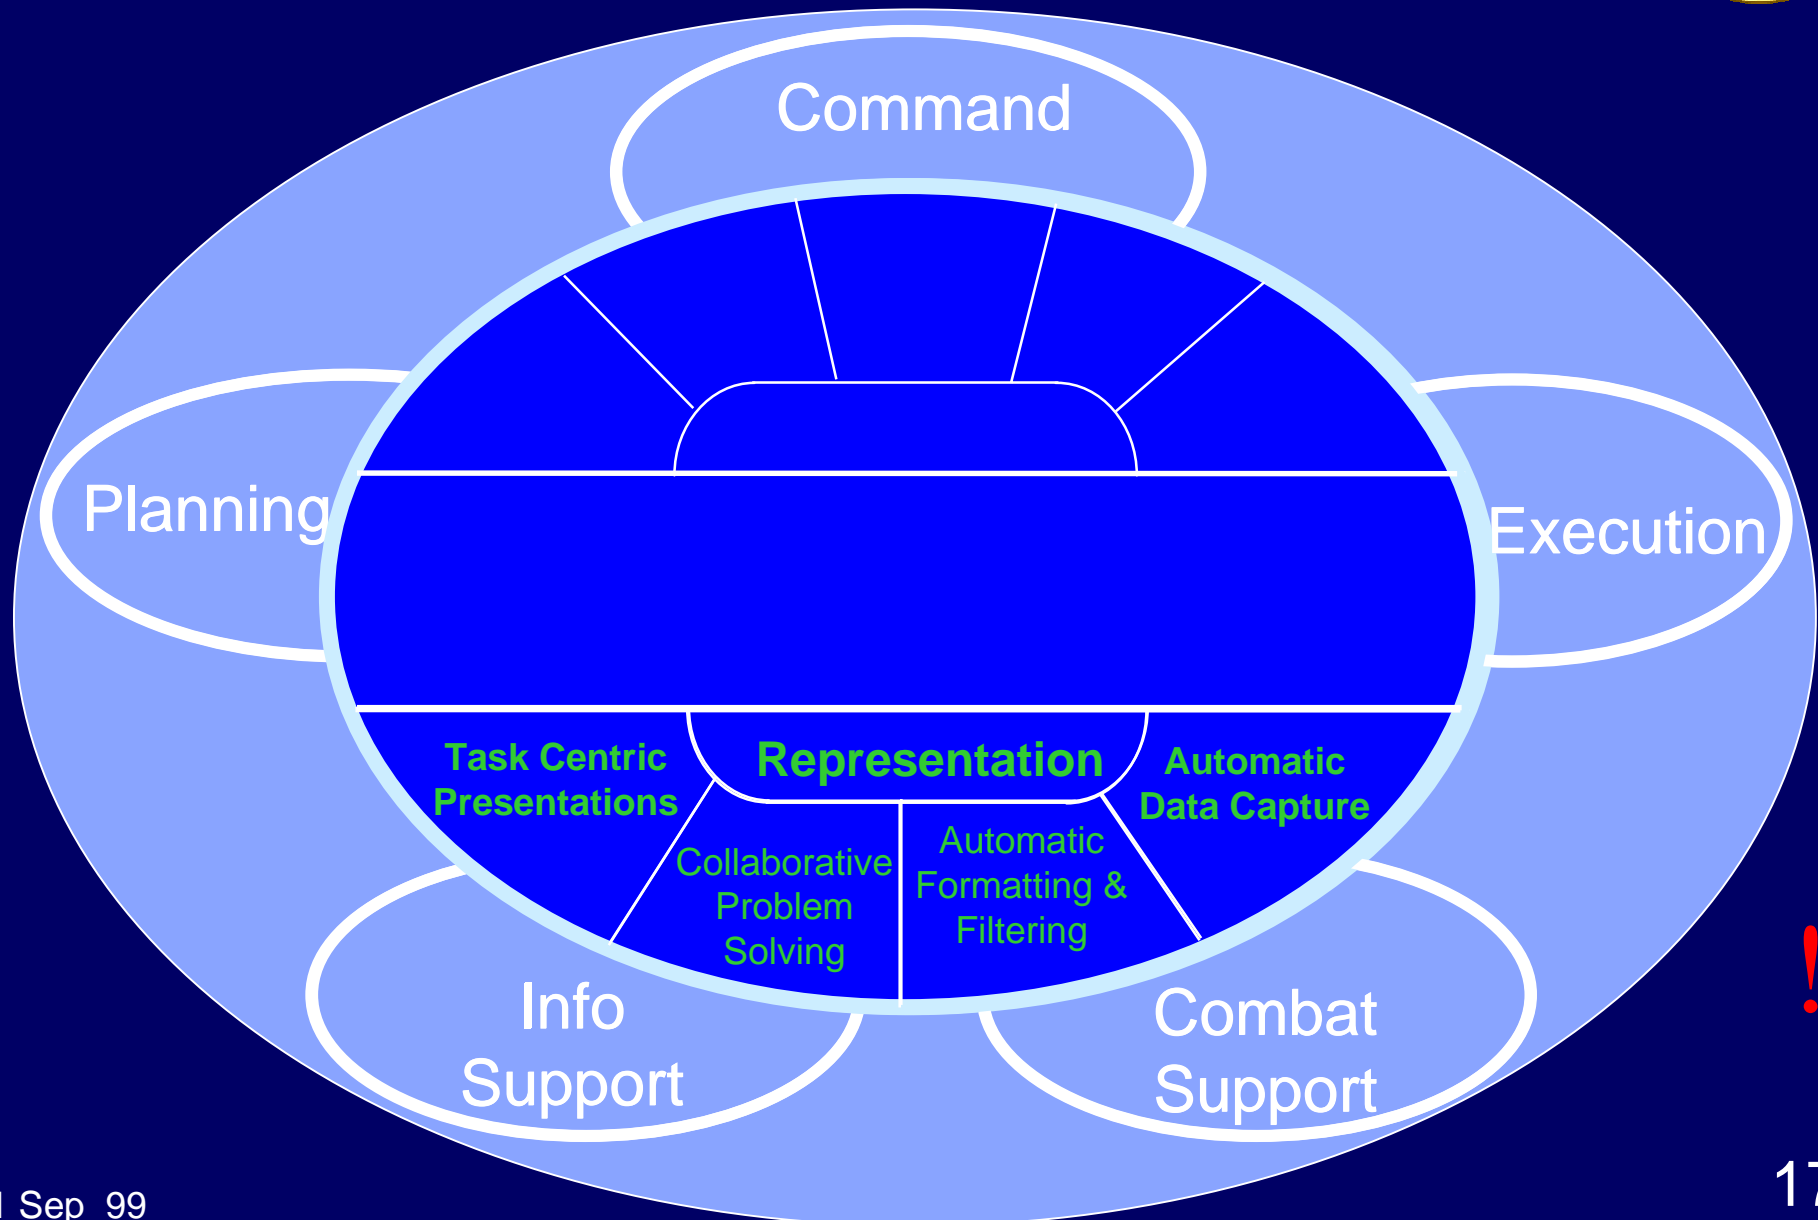 Command
Planning
Execution
Task Centric
Presentations
Representation
Automatic
Data Capture
Collaborative
Problem
Solving
Automatic
Formatting &
Filtering
Info
Support
Combat
Support
!
Sep 99
17